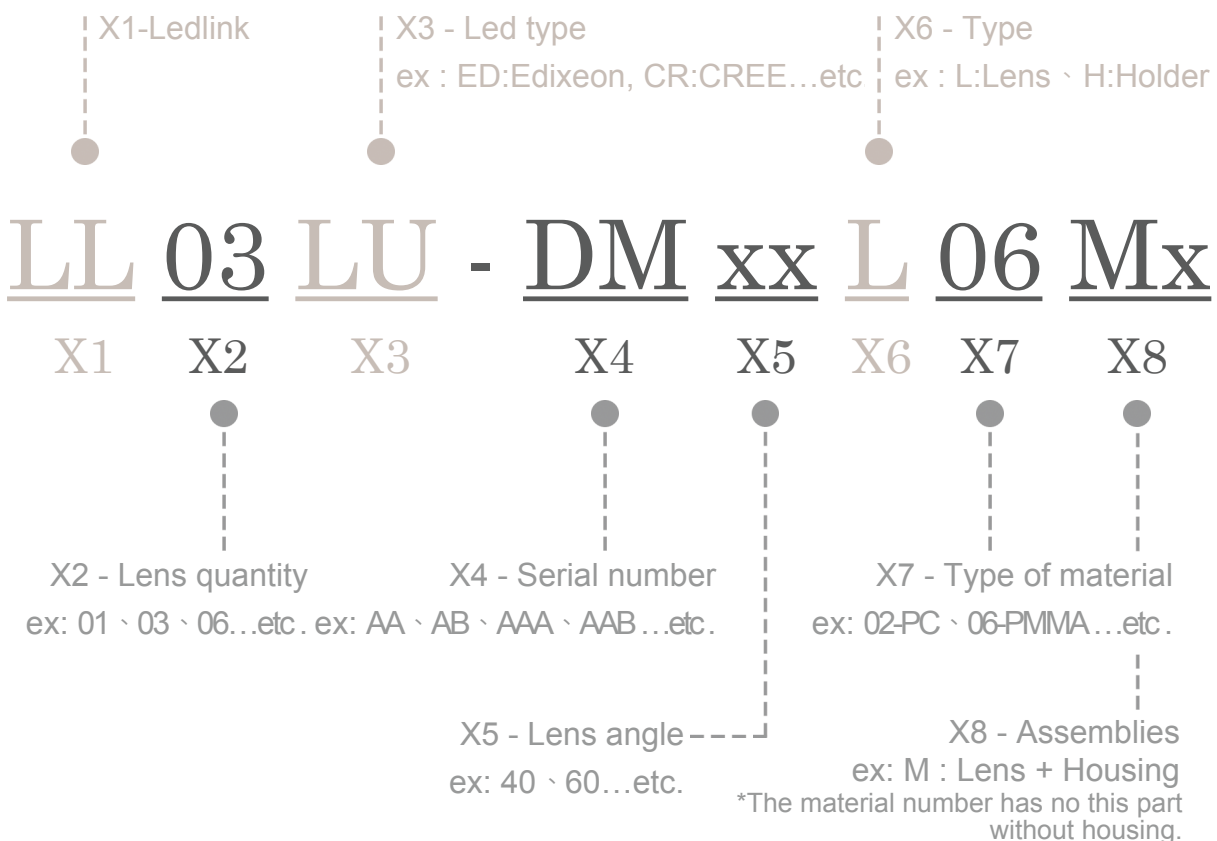 X1-Ledlink
X3 - Led type
ex : ED:Edixeon, CR:CREE…etc
X6 - Type
ex : L:Lens、H:Holder
LL 03 LU - DM xx L 06 Mx
X1 X2 X3 X4 X5 X6 X7 X8
X2 - Lens quantity
ex: 01、03、06…etc.
X4 - Serial number
ex: AA、AB、AAA、AAB…etc.
X7 - Type of material
ex: 02-PC、06-PMMA…etc.
X5 - Lens angle
ex: 40、60…etc.
X8 - Assemblies
ex: M : Lens + Housing
*The material number has no this part
without housing.